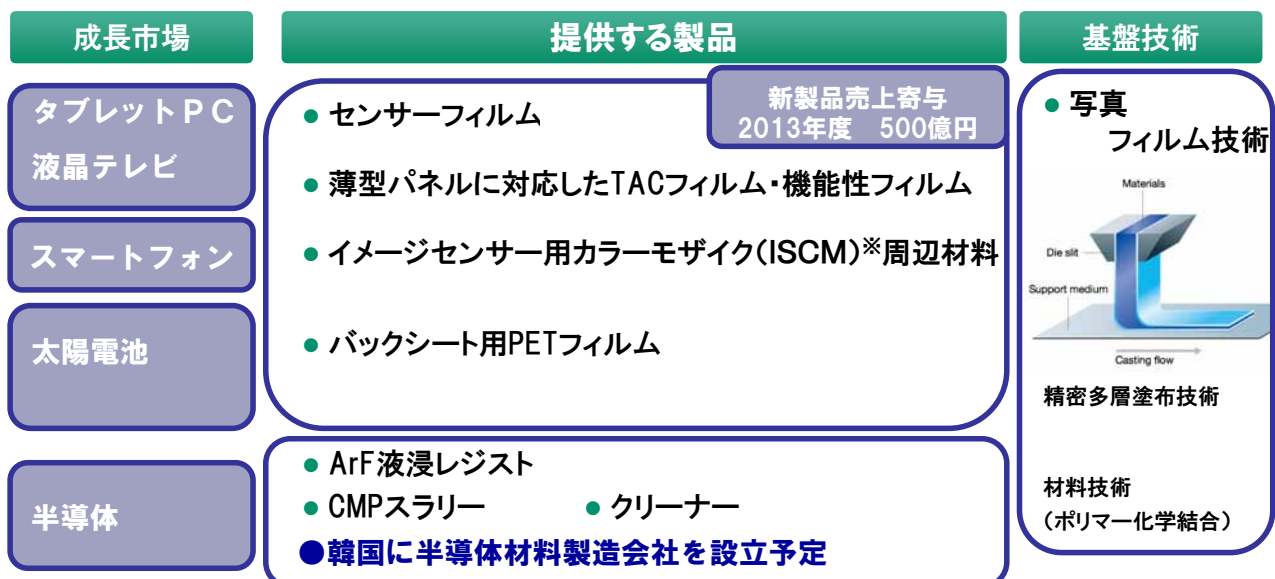 成長市場
提供する製品
基盤技術
タブレットPC
液晶テレビ
スマートフォン
太陽電池
半導体
新製品売上寄与
2013年度 500億円
● センサーフィルム
● 薄型パネルに対応したTACフィルム・機能性フィルム
● イメージセンサー用カラーモザイク(ISCM)※周辺材料
● バックシート用PETフィルム
● ArF液浸レジスト
● CMPスラリー ● クリーナー
●韓国に半導体材料製造会社を設立予定
● 写真
フィルム技術
Materials
Die slit
Support medium
Casting flow
精密多層塗布技術
材料技術
(ポリマー化学結合)